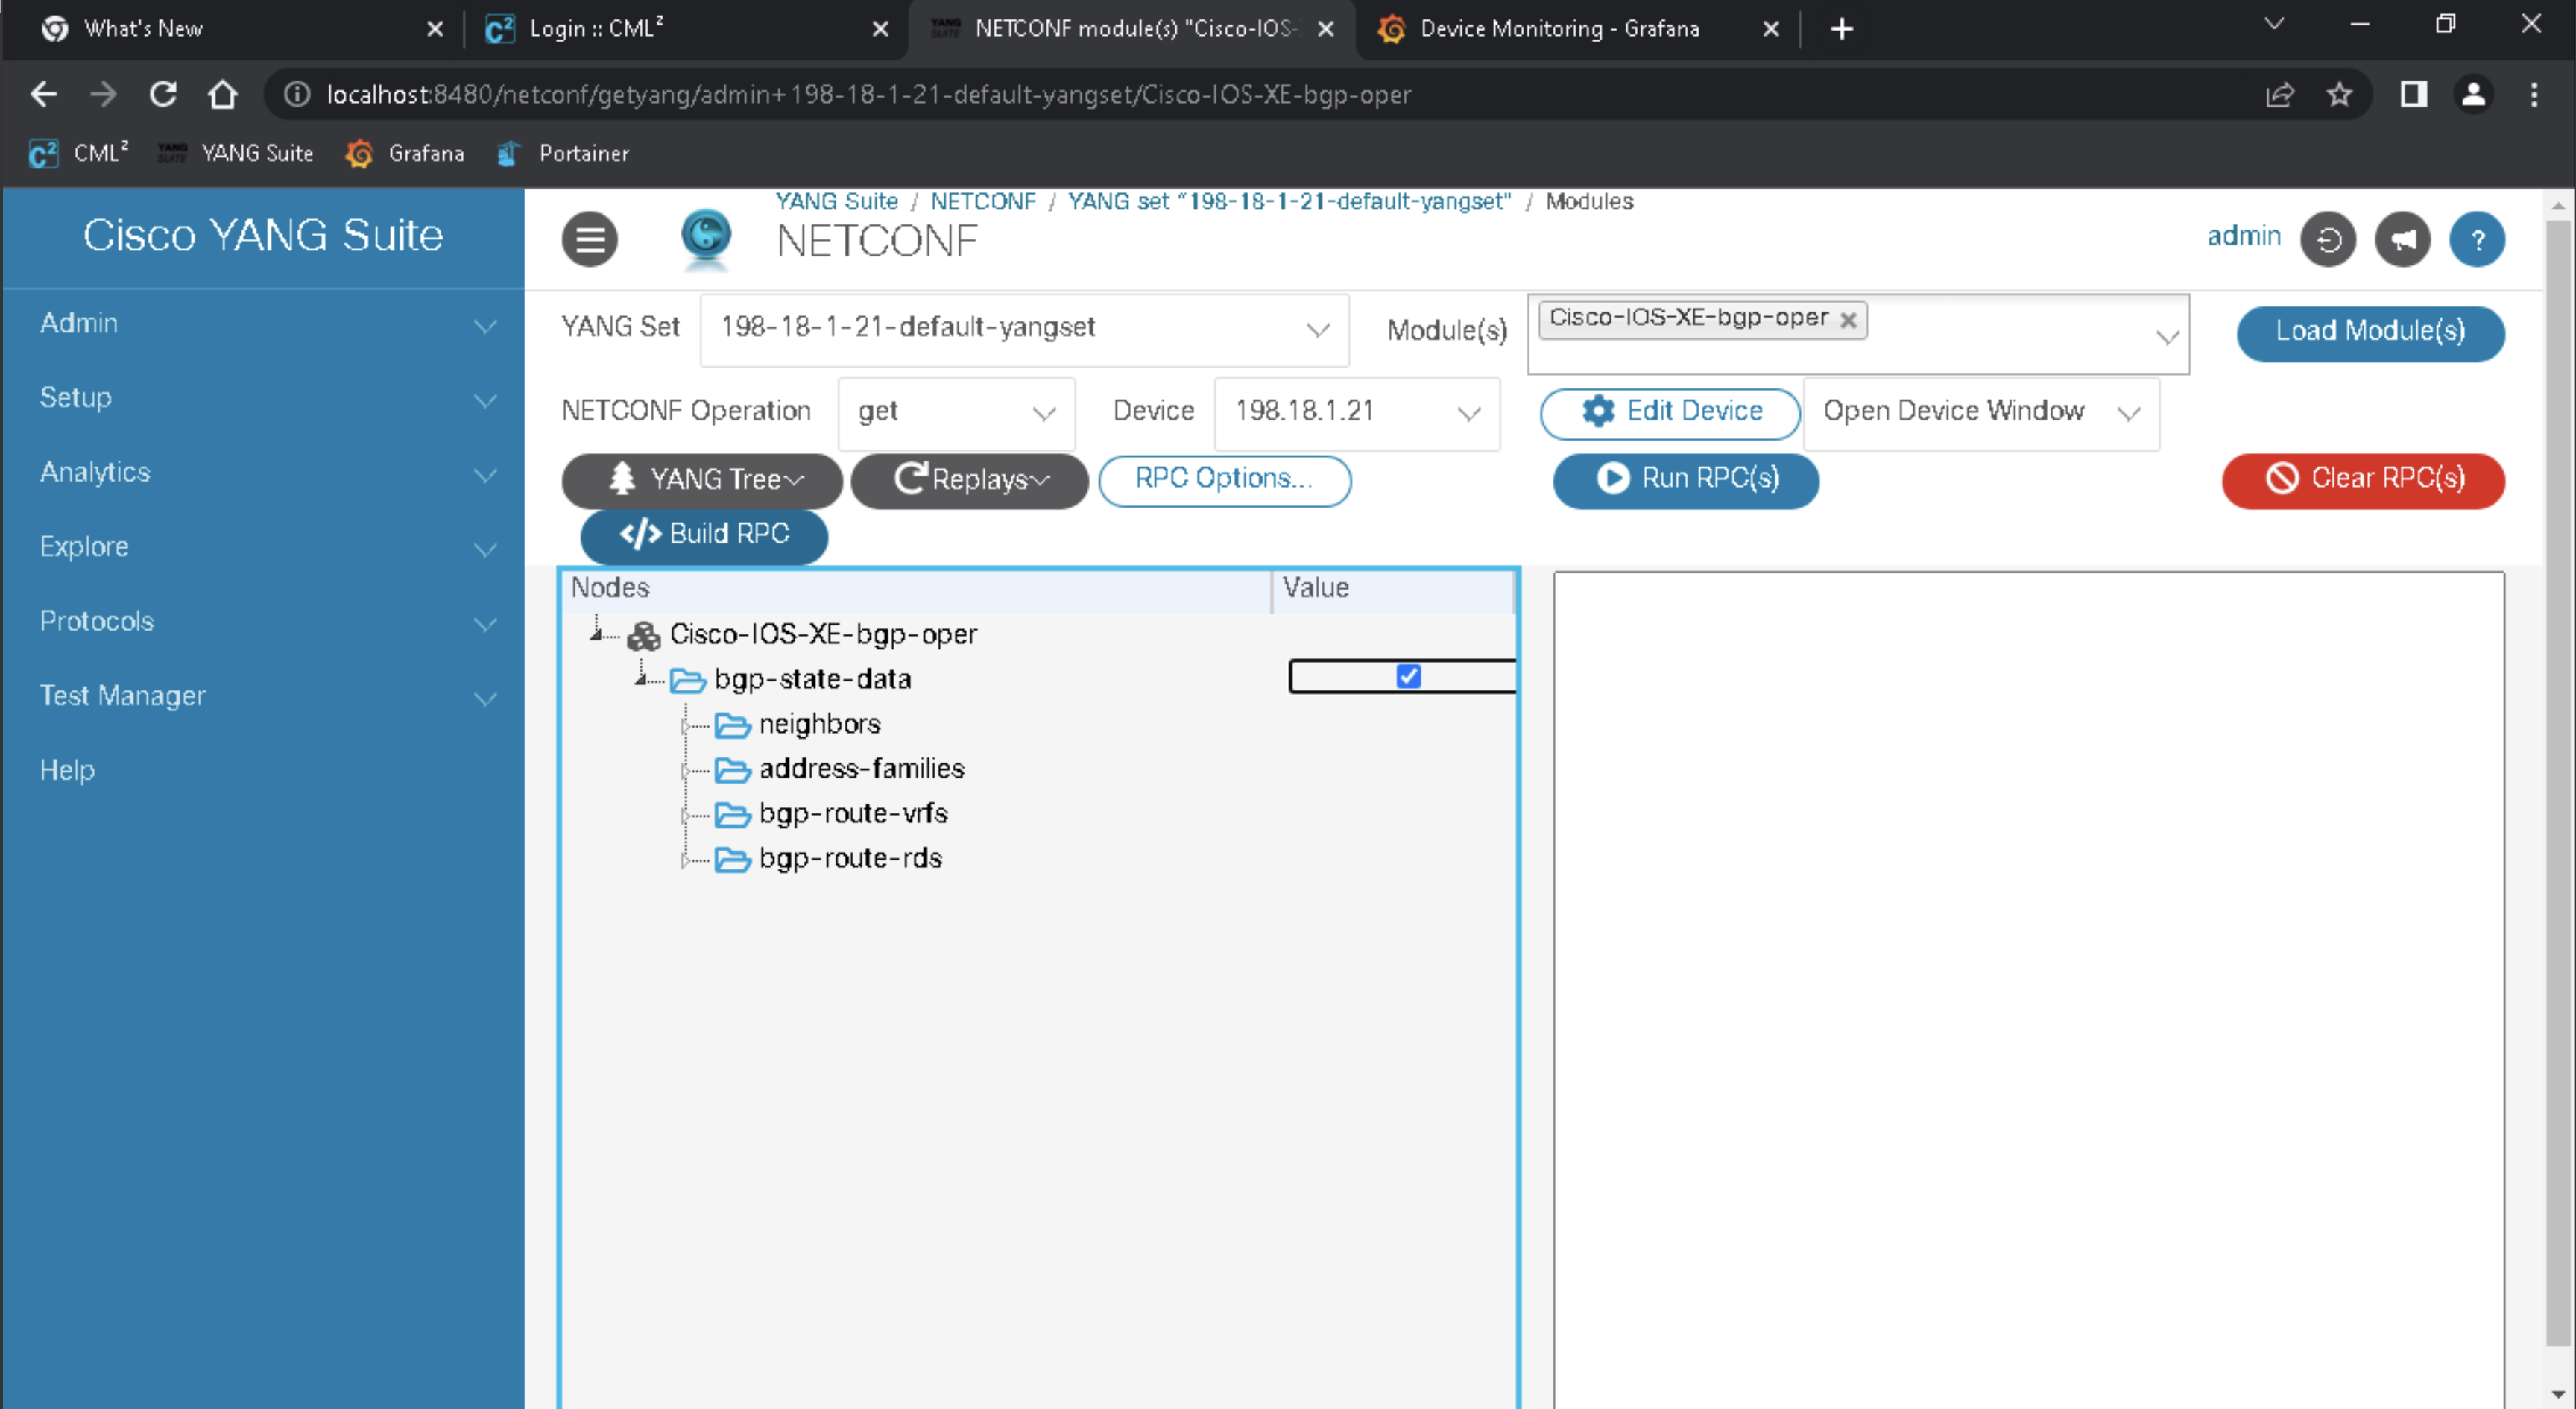 What's New
Login :: CML²
NETCONF module(s) "Cisco-IOS-
Device Monitoring - Grafana
localhost:8480/netconf/getyang/admin+198-18-1-21-default-yangset/Cisco-IOS-XE-bgp-oper
CML² YANG SUITE YANG Suite Grafana Portainer
Cisco YANG Suite
Admin
Setup
Analytics
Explore
Protocols
Test Manager
Help
YANG Suite / NETCONF / YANG set "198-18-1-21-default-yangset" / Modules
NETCONF
admin
?
YANG Set 198-18-1-21-default-yangset Module(s) Cisco-IOS-XE-bgp-oper Load Module(s)
NETCONF Operation get Device 198.18.1.21 Edit Device Open Device Window
YANG Tree Replays RPC Options... Run RPC(s) Clear RPC(s)
</> Build RPC
Nodes Value
Cisco-IOS-XE-bgp-oper
bgp-state-data
neighbors
address-families
bgp-route-vrfs
bgp-route-rds